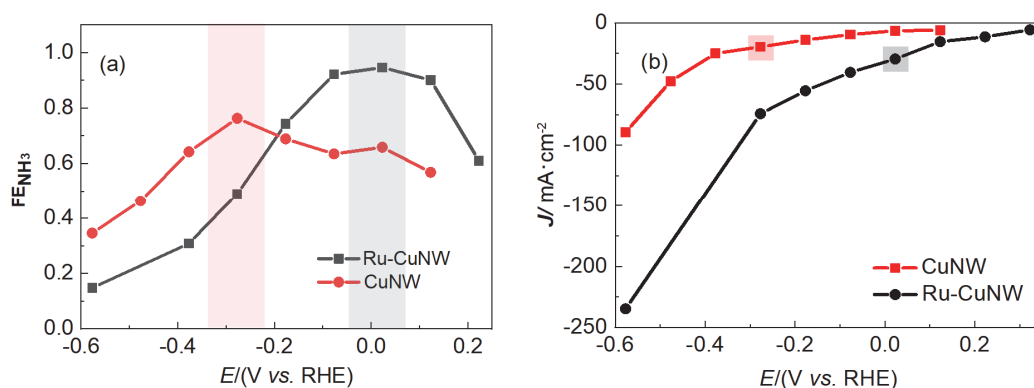 (a)
FE_NH3
1.0
0.8
0.6
0.4
0.2
0.0
-0.6 -0.4 -0.2 0.0 0.2
E/(V vs. RHE)
Ru-CuNW
CuNW
(b)
J/mA·cm⁻²
0
-50
-100
-150
-200
-250
-0.6 -0.4 -0.2 0.0 0.2
E/(V vs. RHE)
CuNW
Ru-CuNW